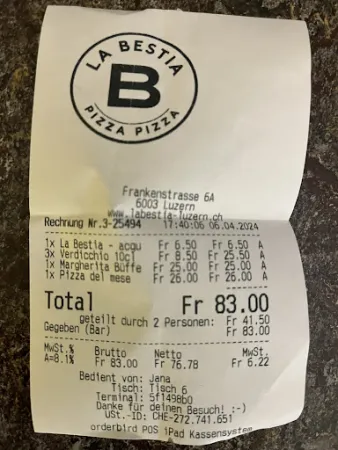 LA BESTIA
B
PIZZA PIZZA
Frankenstrasse 6A
6003 Luzern
www.labestia-luzern.ch
Rechnung Nr.3-25494 17:40:06 06.04.2024
1x La Bestia - acqu Fr 6.50 Fr 6.50 A
3x Verdicchio 10cl Fr 8.50 Fr 25.50 A
1x Margherita Büffe Fr 25.00 Fr 25.00 A
1x Pizza del mese Fr 26.00 Fr 26.00 A
Total Fr 83.00
geteilt durch 2 Personen: Fr 41.50
Gegeben (Bar) Fr 83.00
MwSt.% Brutto Netto MwSt.
A=8.1% Fr 83.00 Fr 76.78 Fr 6.22
Bedient von: Jana
Tisch: Tisch 6
Terminal: 5f1498b0
Danke für deinen Besuch! :-)
USt.-ID: CHE-272.741.651
orderbird POS iPad Kassensystem